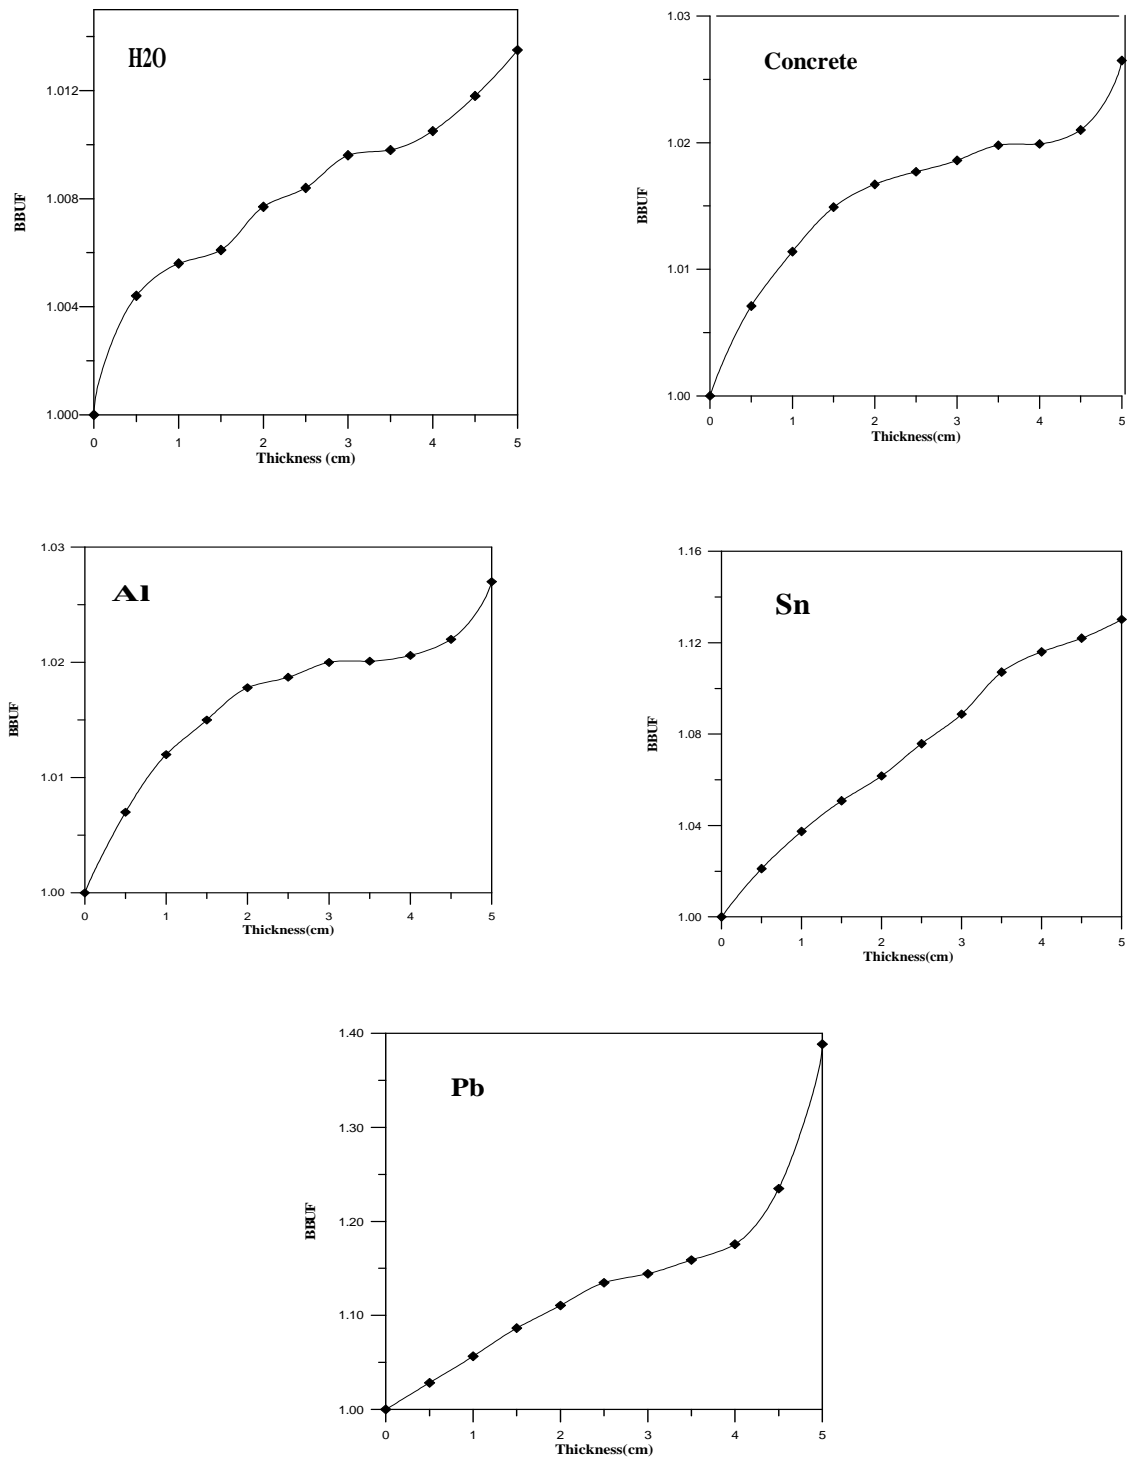 H2O
1.012
1.008
1.004
1.000
BBUF
0 1 2 3 4 5
Thickness (cm)
Concrete
1.03
1.02
1.01
1.00
BBUF
0 1 2 3 4 5
Thickness(cm)
Al
1.03
1.02
1.01
1.00
BBUF
0 1 2 3 4 5
Thickness(cm)
Sn
1.16
1.12
1.08
1.04
1.00
BBUF
0 1 2 3 4 5
Thickness(cm)
Pb
1.40
1.30
1.20
1.10
1.00
BBUF
0 1 2 3 4 5
Thickness(cm)